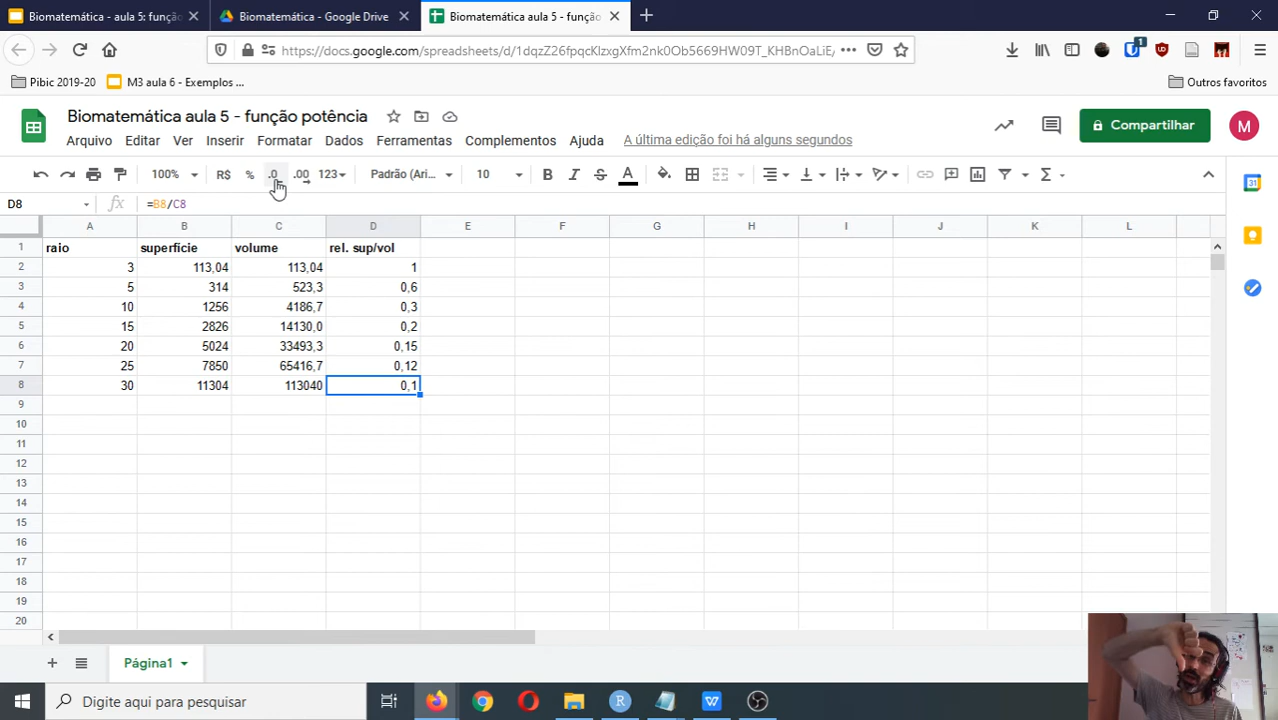 Biomatemática - aula 5: funçã
Biomatemática - Google Drive
Biomatemática aula 5 - função
https://docs.google.com/spreadsheets/d/1dqzZ26fpqcKlzxgXfm2nk0Ob5669HW09T_KHBnOaLiE/
1
Pibic 2019-20
M3 aula 6 - Exemplos ...
Outros favoritos
Biomatemática aula 5 - função potência
Arquivo Editar Ver Inserir Formatar Dados Ferramentas Complementos Ajuda A última edição foi há alguns segundos
Compartilhar
M
100% R$ % .0 .00 123 Padrão (Ari... 10 B I S A Σ
31
D8 fx =B8/C8
A B C D E F G H I J K L
1 raio superfície volume rel. sup/vol
2 3 113,04 113,04 1
3 5 314 523,3 0,6
4 10 1256 4186,7 0,3
5 15 2826 14130,0 0,2
6 20 5024 33493,3 0,15
7 25 7850 65416,7 0,12
8 30 11304 113040 0,1
9
10
11
12
13
14
15
16
17
18
19
20
Página1
Digite aqui para pesquisar
R
W